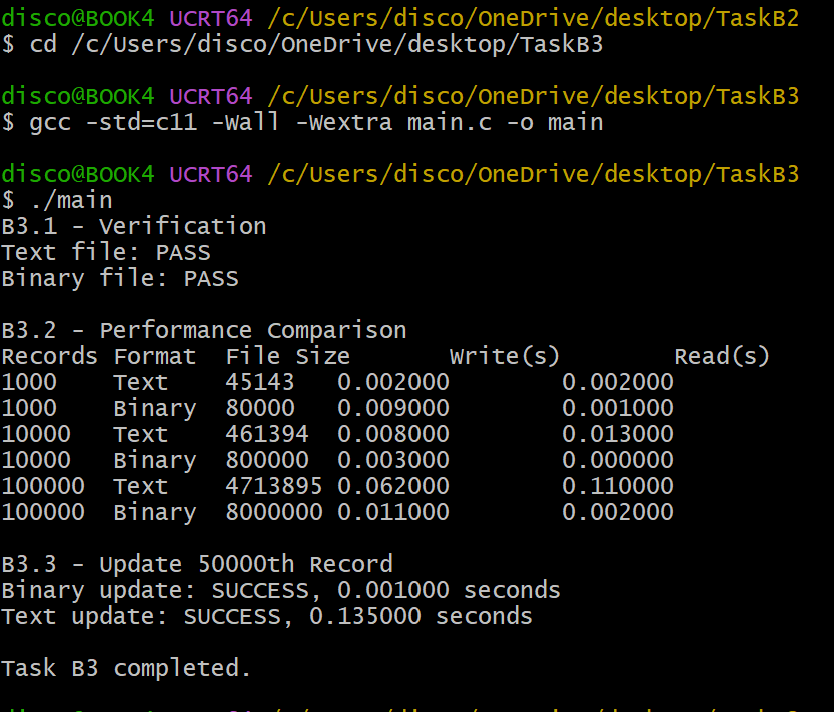 disco@BOOK4 UCRT64 /c/Users/disco/OneDrive/desktop/TaskB2
$ cd /c/Users/disco/OneDrive/desktop/TaskB3
disco@BOOK4 UCRT64 /c/Users/disco/OneDrive/desktop/TaskB3
$ gcc -std=c11 -Wall -Wextra main.c -o main
disco@BOOK4 UCRT64 /c/Users/disco/OneDrive/desktop/TaskB3
$ ./main
B3.1 - Verification
Text file: PASS
Binary file: PASS
B3.2 - Performance Comparison
Records Format  File Size       Write(s)        Read(s)
1000    Text    45143   0.002000        0.002000
1000    Binary  80000   0.009000        0.001000
10000   Text    461394  0.008000        0.013000
10000   Binary  800000  0.003000        0.000000
100000  Text    4713895 0.062000        0.110000
100000  Binary  8000000 0.011000        0.002000
B3.3 - Update 50000th Record
Binary update: SUCCESS, 0.001000 seconds
Text update: SUCCESS, 0.135000 seconds
Task B3 completed.